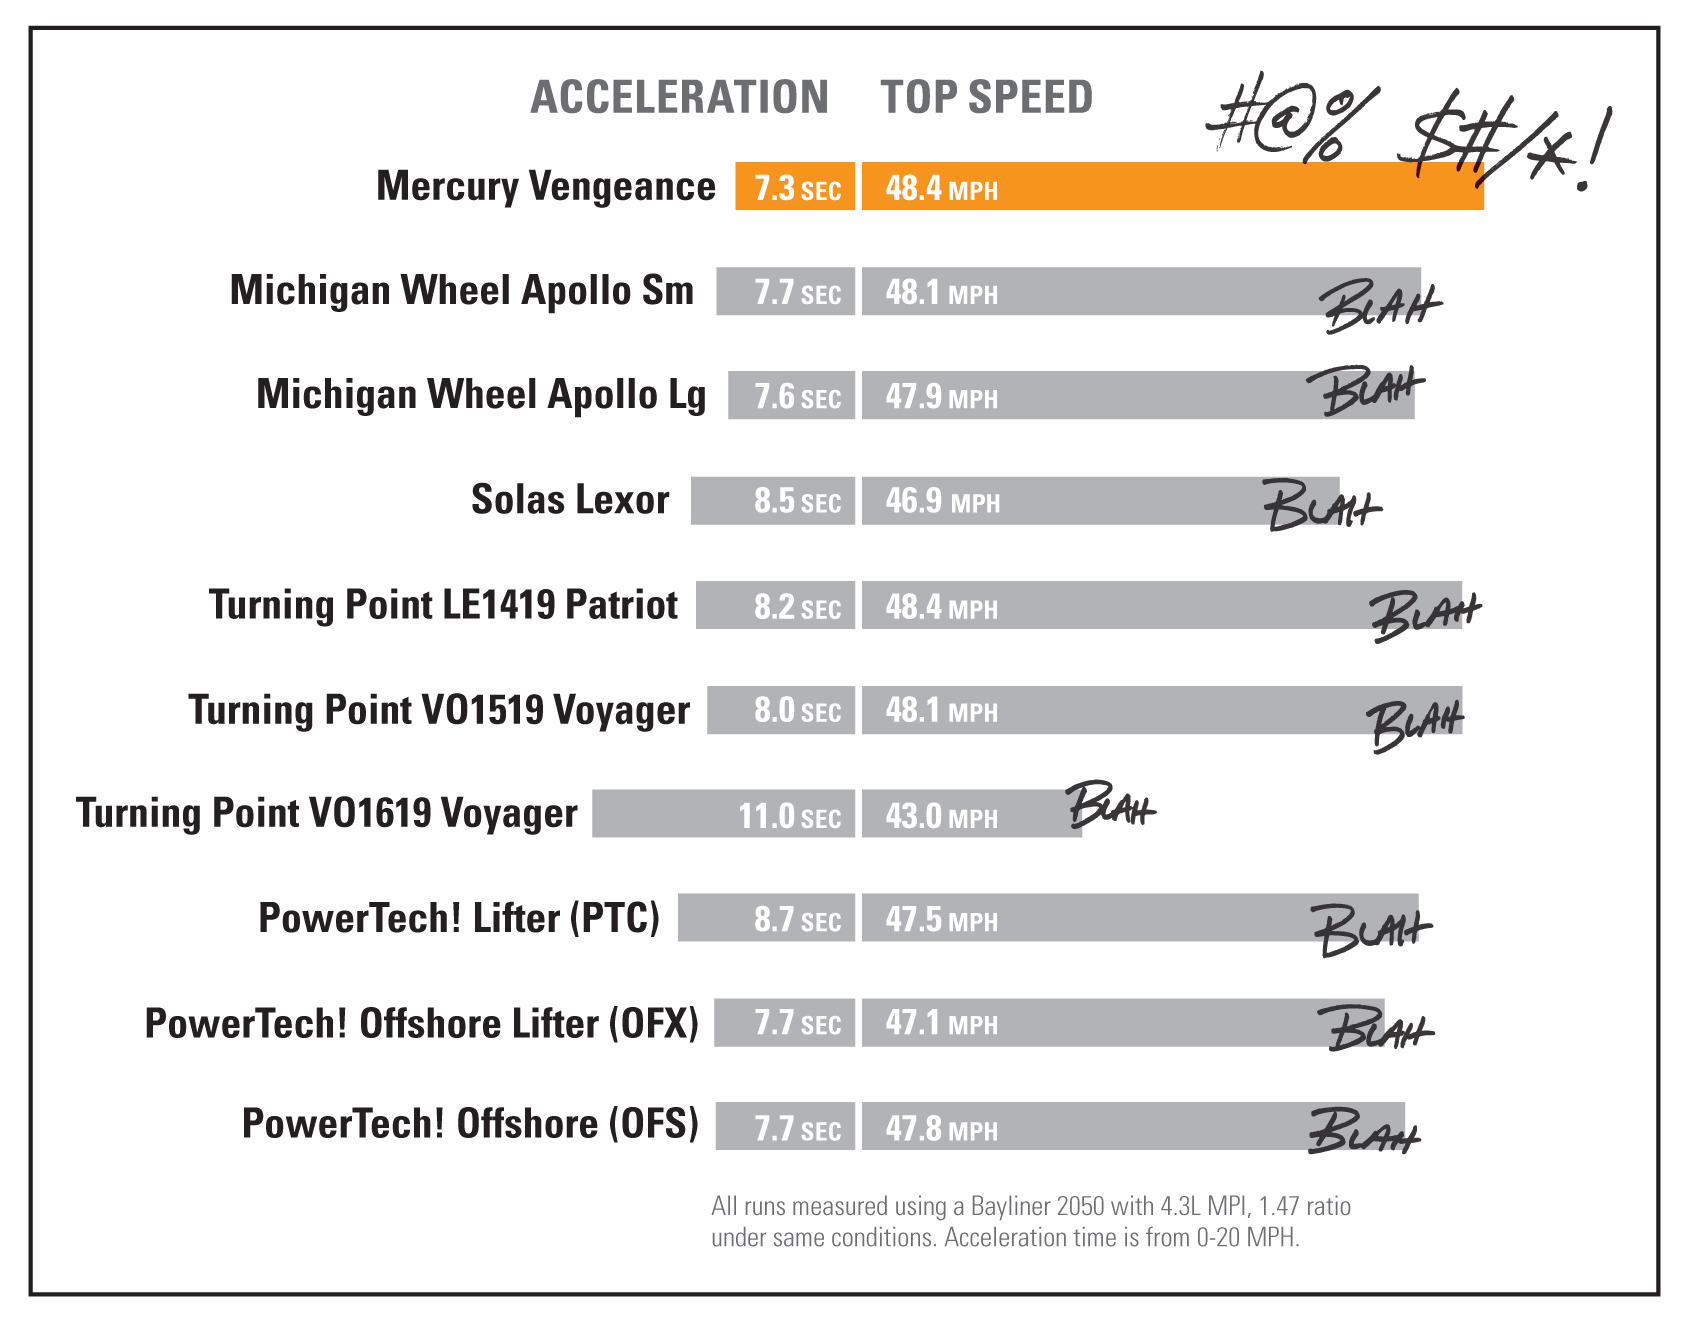 ACCELERATION TOP SPEED
#@% $#/*!
Mercury Vengeance 7.3 SEC 48.4 MPH
Michigan Wheel Apollo Sm 7.7 SEC 48.1 MPH BLAH
Michigan Wheel Apollo Lg 7.6 SEC 47.9 MPH BLAH
Solas Lexor 8.5 SEC 46.9 MPH BLAH
Turning Point LE1419 Patriot 8.2 SEC 48.4 MPH BLAH
Turning Point VO1519 Voyager 8.0 SEC 48.1 MPH BLAH
Turning Point VO1619 Voyager 11.0 SEC 43.0 MPH BLAH
PowerTech! Lifter (PTC) 8.7 SEC 47.5 MPH BLAH
PowerTech! Offshore Lifter (OFX) 7.7 SEC 47.1 MPH BLAH
PowerTech! Offshore (OFS) 7.7 SEC 47.8 MPH BLAH
All runs measured using a Bayliner 2050 with 4.3L MPI, 1.47 ratio
under same conditions. Acceleration time is from 0-20 MPH.